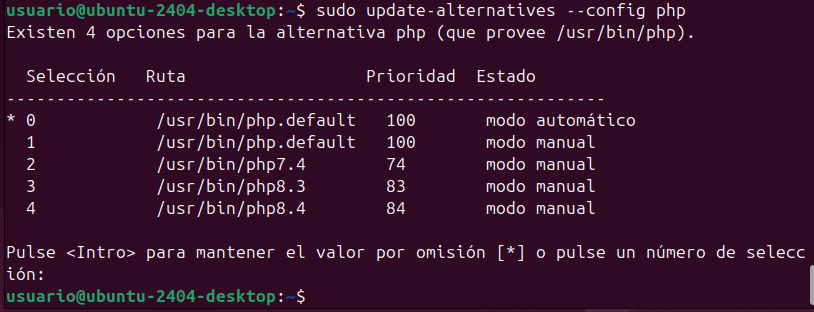 usuario@ubuntu-2404-desktop:~$ sudo update-alternatives --config php
Existen 4 opciones para la alternativa php (que provee /usr/bin/php).

  Selección   Ruta                  Prioridad  Estado
------------------------------------------------------------
* 0            /usr/bin/php.default   100       modo automático
  1            /usr/bin/php.default   100       modo manual
  2            /usr/bin/php7.4        74        modo manual
  3            /usr/bin/php8.3        83        modo manual
  4            /usr/bin/php8.4        84        modo manual

Pulse <Intro> para mantener el valor por omisión [*] o pulse un número de selecc
ión:
usuario@ubuntu-2404-desktop:~$